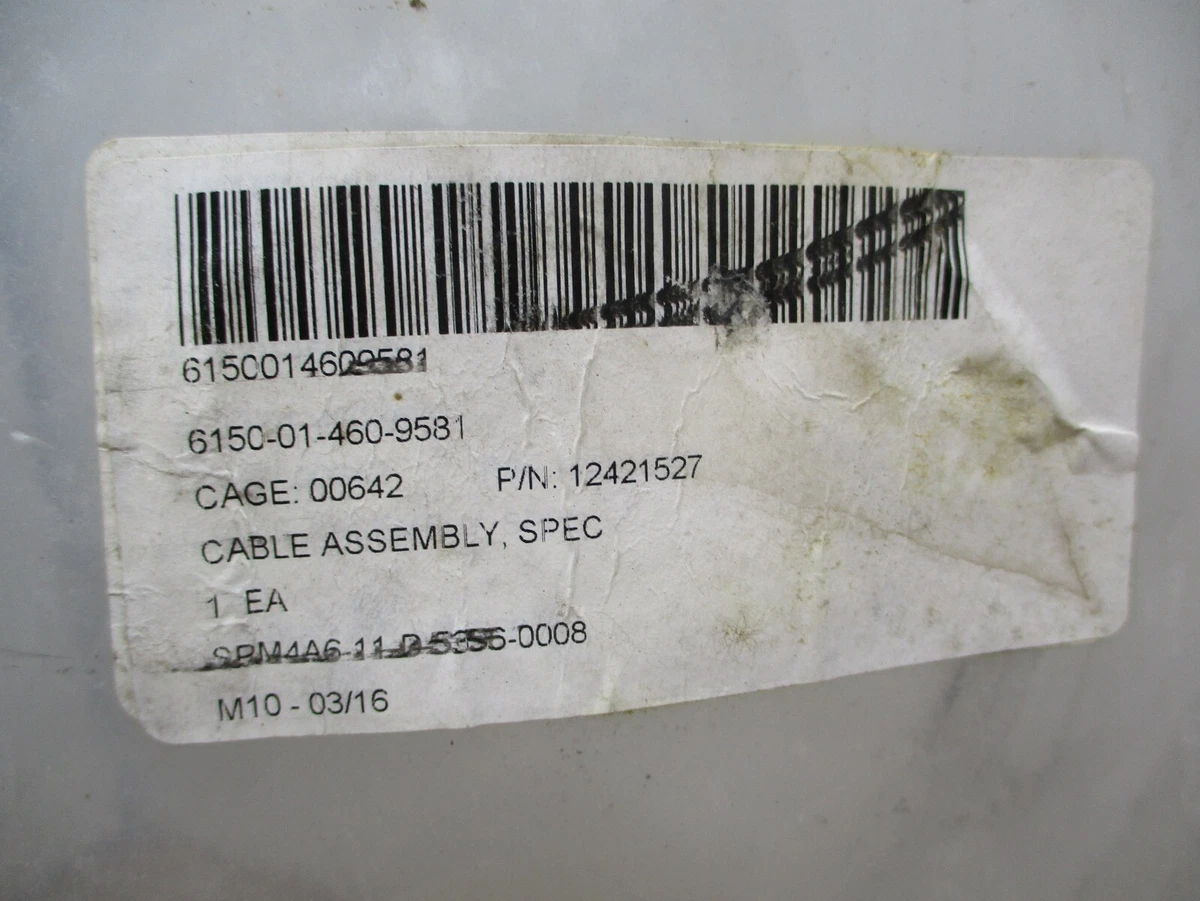 6150014609581
6150-01-460-9581
CAGE: 00642 P/N: 12421527
CABLE ASSEMBLY, SPEC
1 EA
SPM4A6-11-D-5356-0008
M10 - 03/16